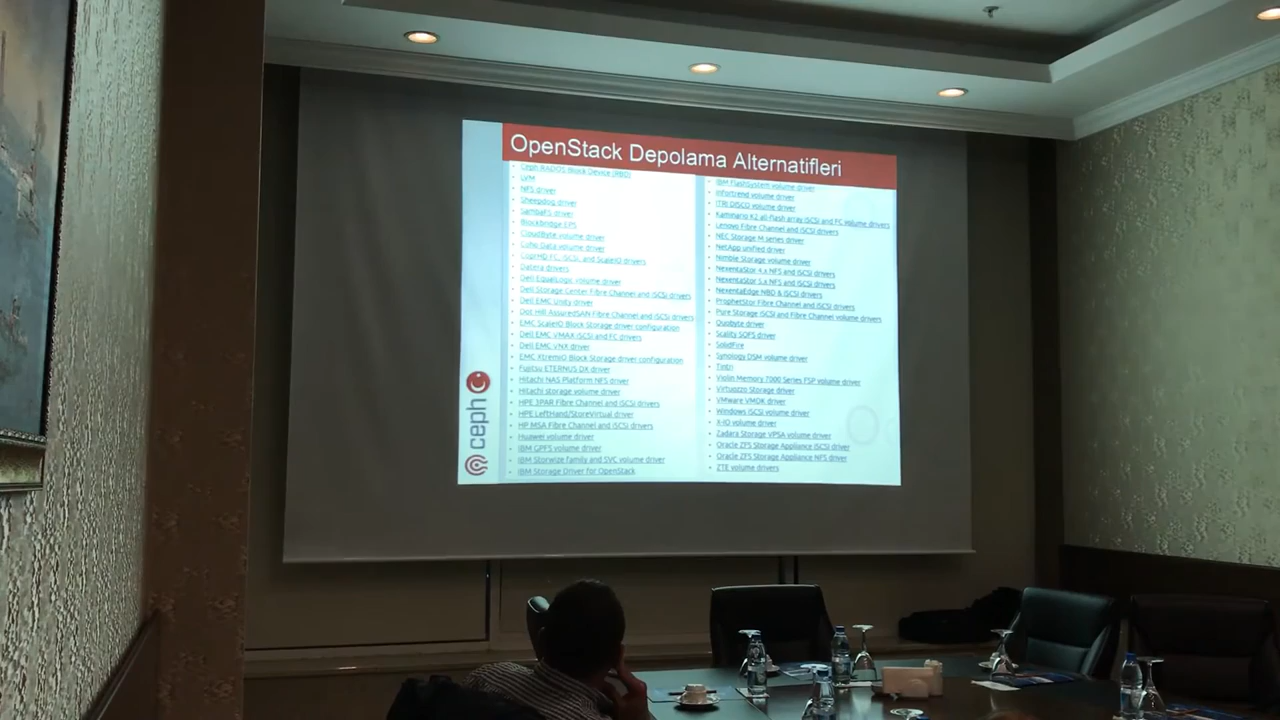 OpenStack Depolama Alternatifleri
Ceph RADOS Block Device (RBD)
LVM
NFS driver
Sheepdog driver
SambaFS driver
Blockbridge EPS
CloudByte volume driver
Coho Data volume driver
CoprHD FC, iSCSI, and ScaleIO drivers
Datera drivers
Dell EqualLogic volume driver
Dell Storage Center Fibre Channel and iSCSI drivers
Dell EMC Unity driver
Dot Hill AssuredSAN Fibre Channel and iSCSI drivers
EMC ScaleIO Block Storage driver configuration
Dell EMC VMAX iSCSI and FC drivers
Dell EMC VNX driver
EMC XtremIO Block Storage driver configuration
Fujitsu ETERNUS DX driver
Hitachi NAS Platform NFS driver
Hitachi storage volume driver
HPE 3PAR Fibre Channel and iSCSI drivers
HPE LeftHand/StoreVirtual driver
HP MSA Fibre Channel and iSCSI drivers
Huawei volume driver
IBM GPFS volume driver
IBM Storwize family and SVC volume driver
IBM Storage Driver for OpenStack
IBM FlashSystem volume driver
Infortrend volume driver
ITRI DISCO volume driver
Kaminario K2 all-flash array iSCSI and FC volume drivers
Lenovo Fibre Channel and iSCSI drivers
NEC Storage M series driver
NetApp unified driver
Nimble Storage volume driver
NexentaStor 4.x NFS and iSCSI drivers
NexentaStor 5.x NFS and iSCSI drivers
NexentaEdge NBD & iSCSI drivers
ProphetStor Fibre Channel and iSCSI drivers
Pure Storage iSCSI and Fibre Channel volume drivers
Quobyte driver
Scality SOFS driver
SolidFire
Synology DSM volume driver
Tintri
Violin Memory 7000 Series FSP volume driver
Virtuozzo Storage driver
VMware VMDK driver
Windows iSCSI volume driver
X-IO volume driver
Zadara Storage VPSA volume driver
Oracle ZFS Storage Appliance iSCSI driver
Oracle ZFS Storage Appliance NFS driver
ZTE volume drivers
ceph